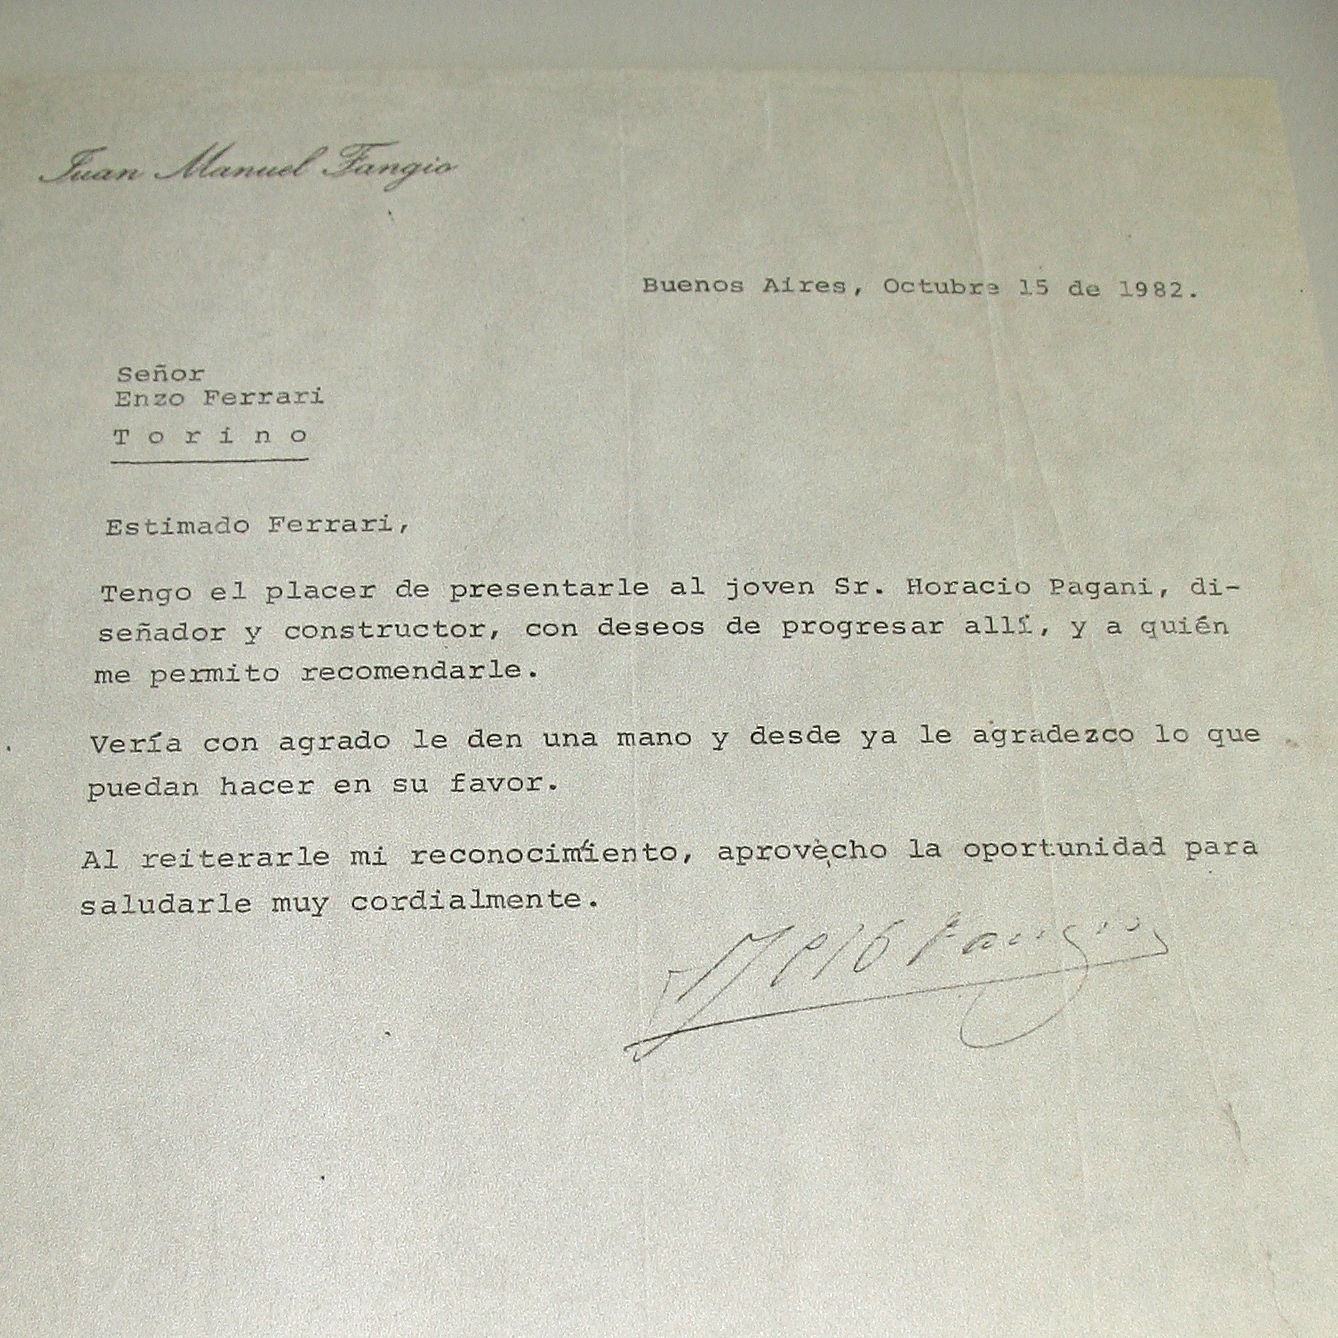 Juan Manuel Fangio
Buenos Aires, Octubre 15 de 1982.
Señor
Enzo Ferrari
T o r i n o
Estimado Ferrari,
Tengo el placer de presentarle al joven Sr. Horacio Pagani, di-
señador y constructor, con deseos de progresar allí, y a quién
me permito recomendarle.
Vería con agrado le den una mano y desde ya le agradezco lo que
puedan hacer en su favor.
Al reiterarle mi reconocimíento, aprovecho la oportunidad para
saludarle muy cordialmente.
Fangio